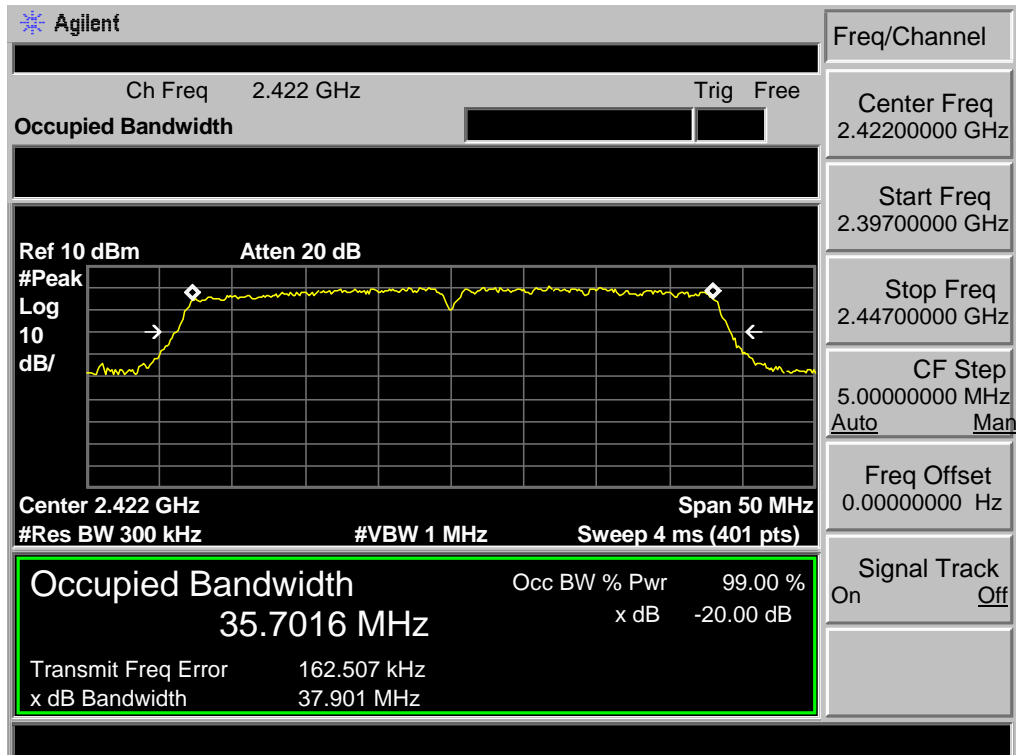 Agilent
Freq/Channel
Ch Freq 2.422 GHz Trig Free
Occupied Bandwidth
Center Freq
2.42200000 GHz
Start Freq
2.39700000 GHz
Ref 10 dBm Atten 20 dB
#Peak
Log
10
dB/
Stop Freq
2.44700000 GHz
CF Step
5.00000000 MHz
Auto Man
Center 2.422 GHz Span 50 MHz
#Res BW 300 kHz #VBW 1 MHz Sweep 4 ms (401 pts)
Freq Offset
0.00000000 Hz
Occupied Bandwidth Occ BW % Pwr 99.00 %
35.7016 MHz x dB -20.00 dB
Transmit Freq Error 162.507 kHz
x dB Bandwidth 37.901 MHz
Signal Track
On Off